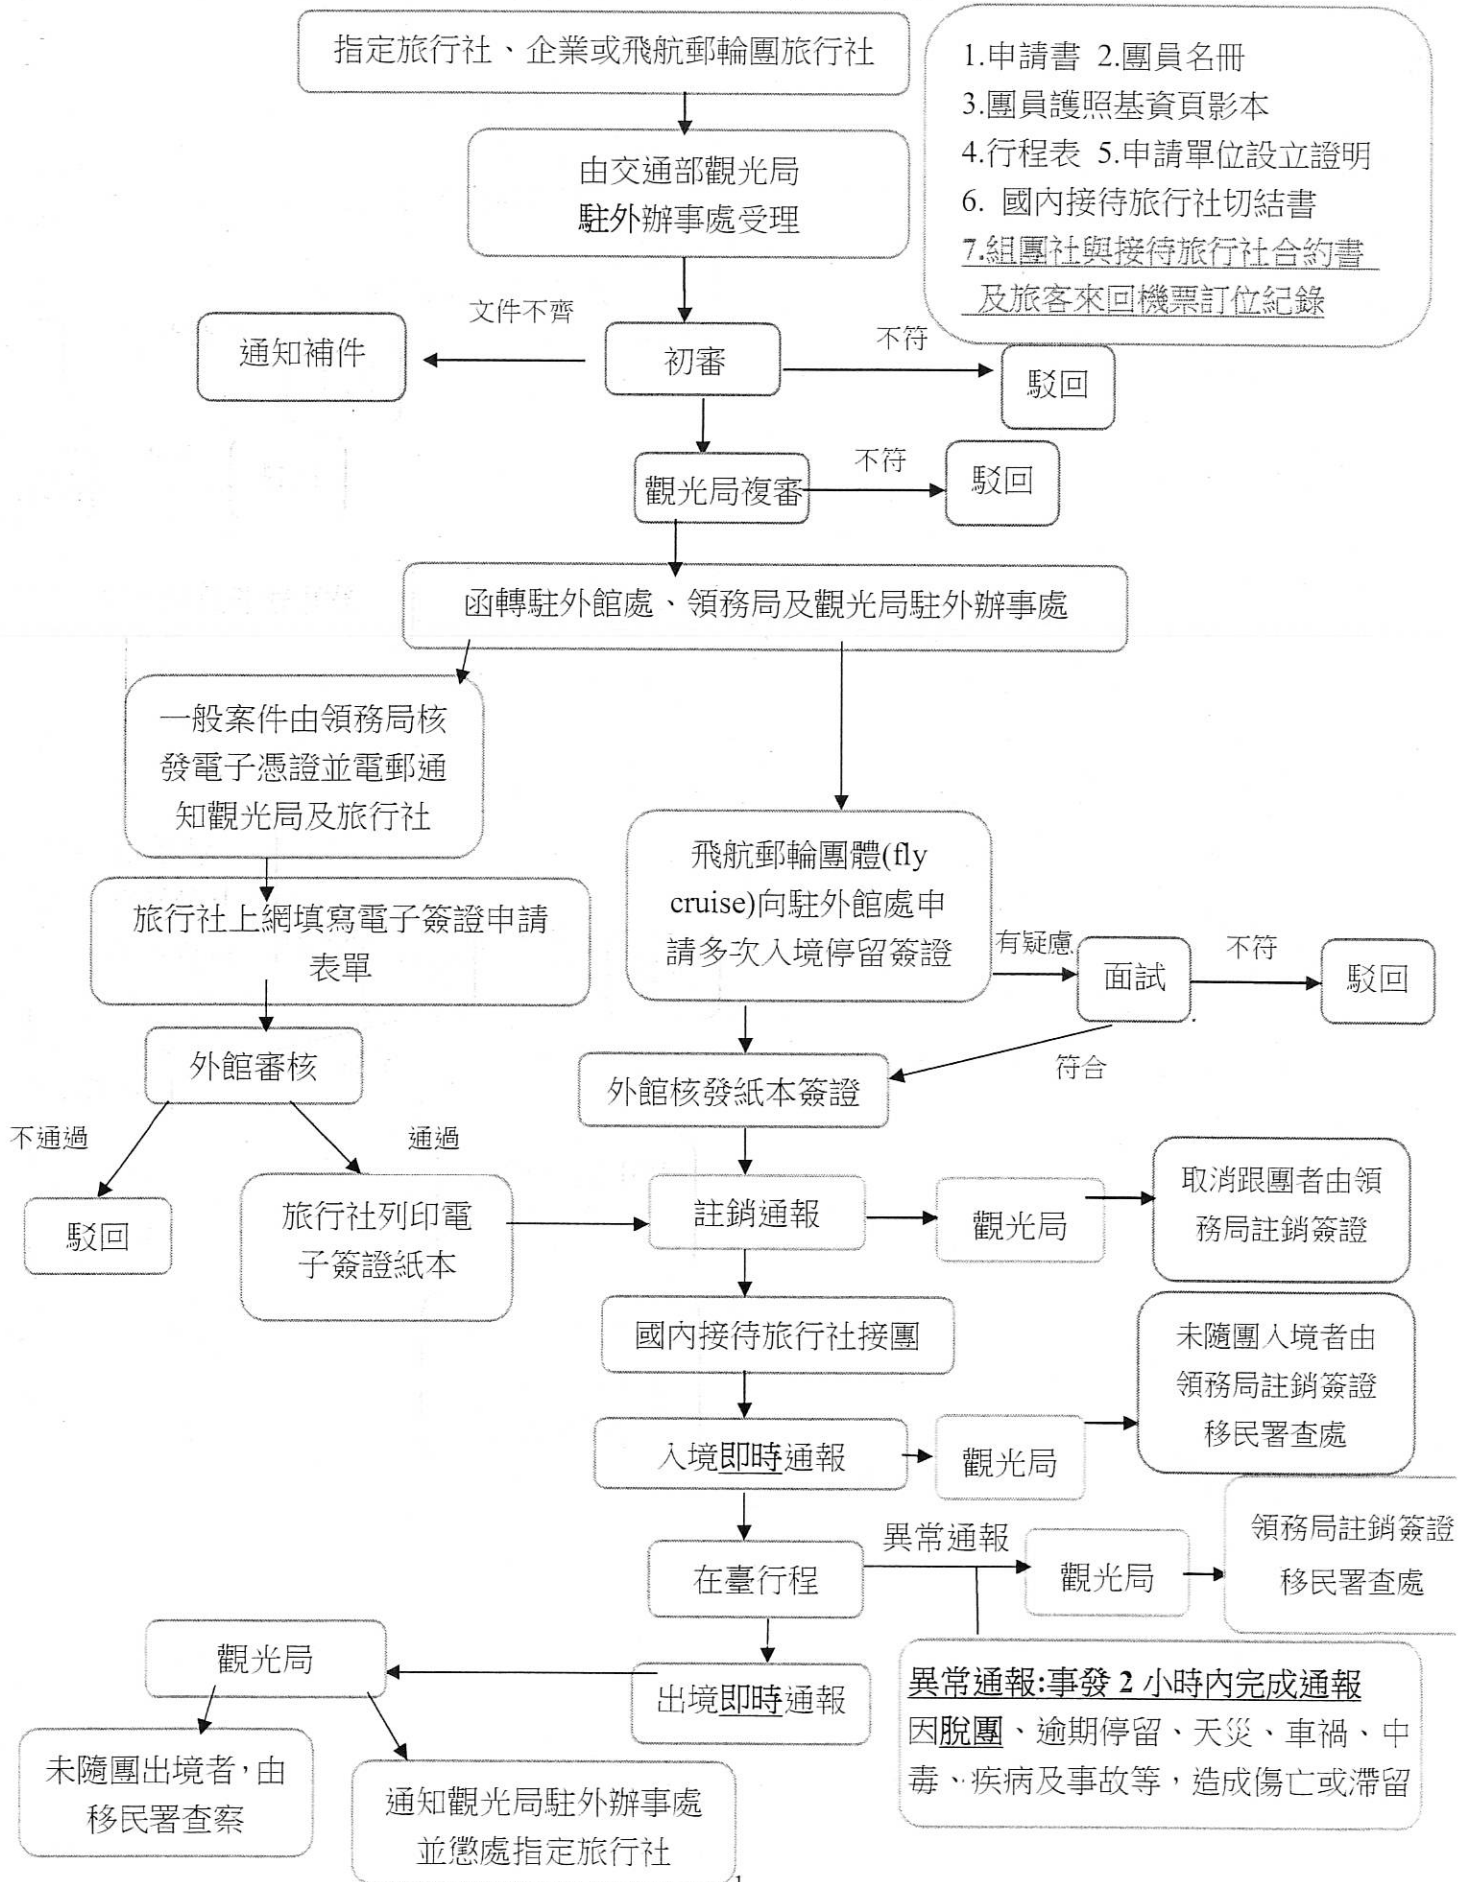 指定旅行社、企業或飛航郵輪團旅行社
1.申請書 2.團員名冊
3.團員護照基資頁影本
4.行程表 5.申請單位設立證明
6. 國內接待旅行社切結書
7.組團社與接待旅行社合約書
及旅客來回機票訂位紀錄
由交通部觀光局
駐外辦事處受理
文件不齊
通知補件
初審
不符
駁回
觀光局複審
不符
駁回
函轉駐外館處、領務局及觀光局駐外辦事處
一般案件由領務局核
發電子憑證並電郵通
知觀光局及旅行社
飛航郵輪團體(fly
cruise)向駐外館處申
請多次入境停留簽證
有疑慮
面試
不符
駁回
旅行社上網填寫電子簽證申請
表單
外館審核
外館核發紙本簽證
符合
不通過
通過
駁回
旅行社列印電
子簽證紙本
註銷通報
觀光局
取消跟團者由領
務局註銷簽證
國內接待旅行社接團
未隨團入境者由
領務局註銷簽證
移民署查處
入境即時通報
觀光局
在臺行程
異常通報
觀光局
領務局註銷簽證
移民署查處
觀光局
出境即時通報
異常通報:事發 2 小時內完成通報
因脫團、逾期停留、天災、車禍、中
毒、疾病及事故等，造成傷亡或滯留
未隨團出境者，由
移民署查察
通知觀光局駐外辦事處
並懲處指定旅行社
1